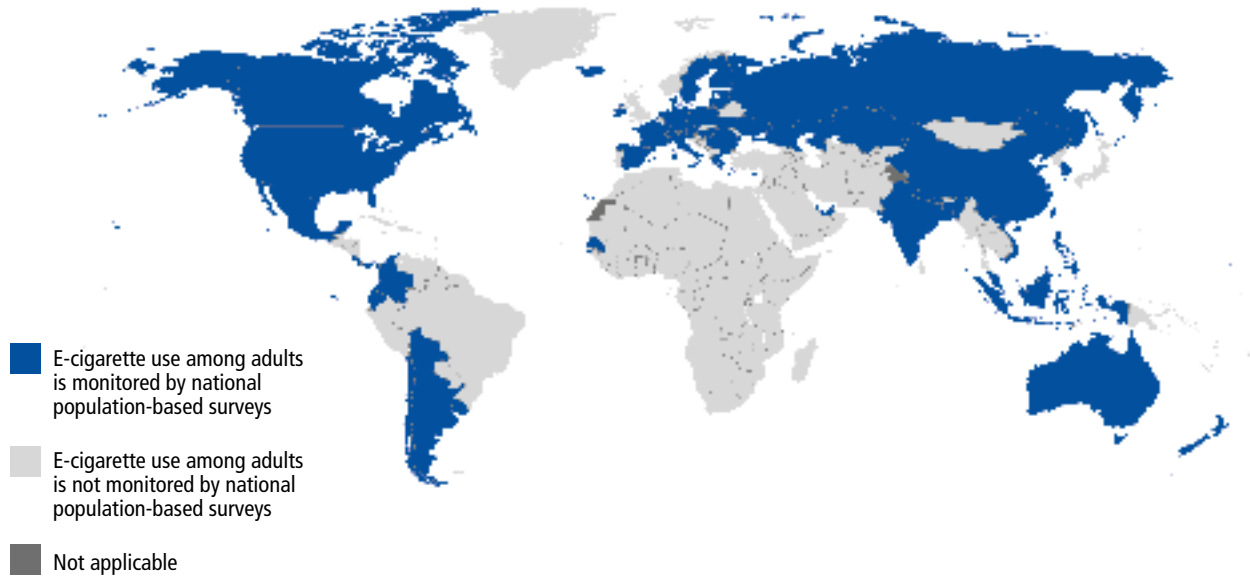 E-cigarette use among adults
is monitored by national
population-based surveys
E-cigarette use among adults
is not monitored by national
population-based surveys
Not applicable